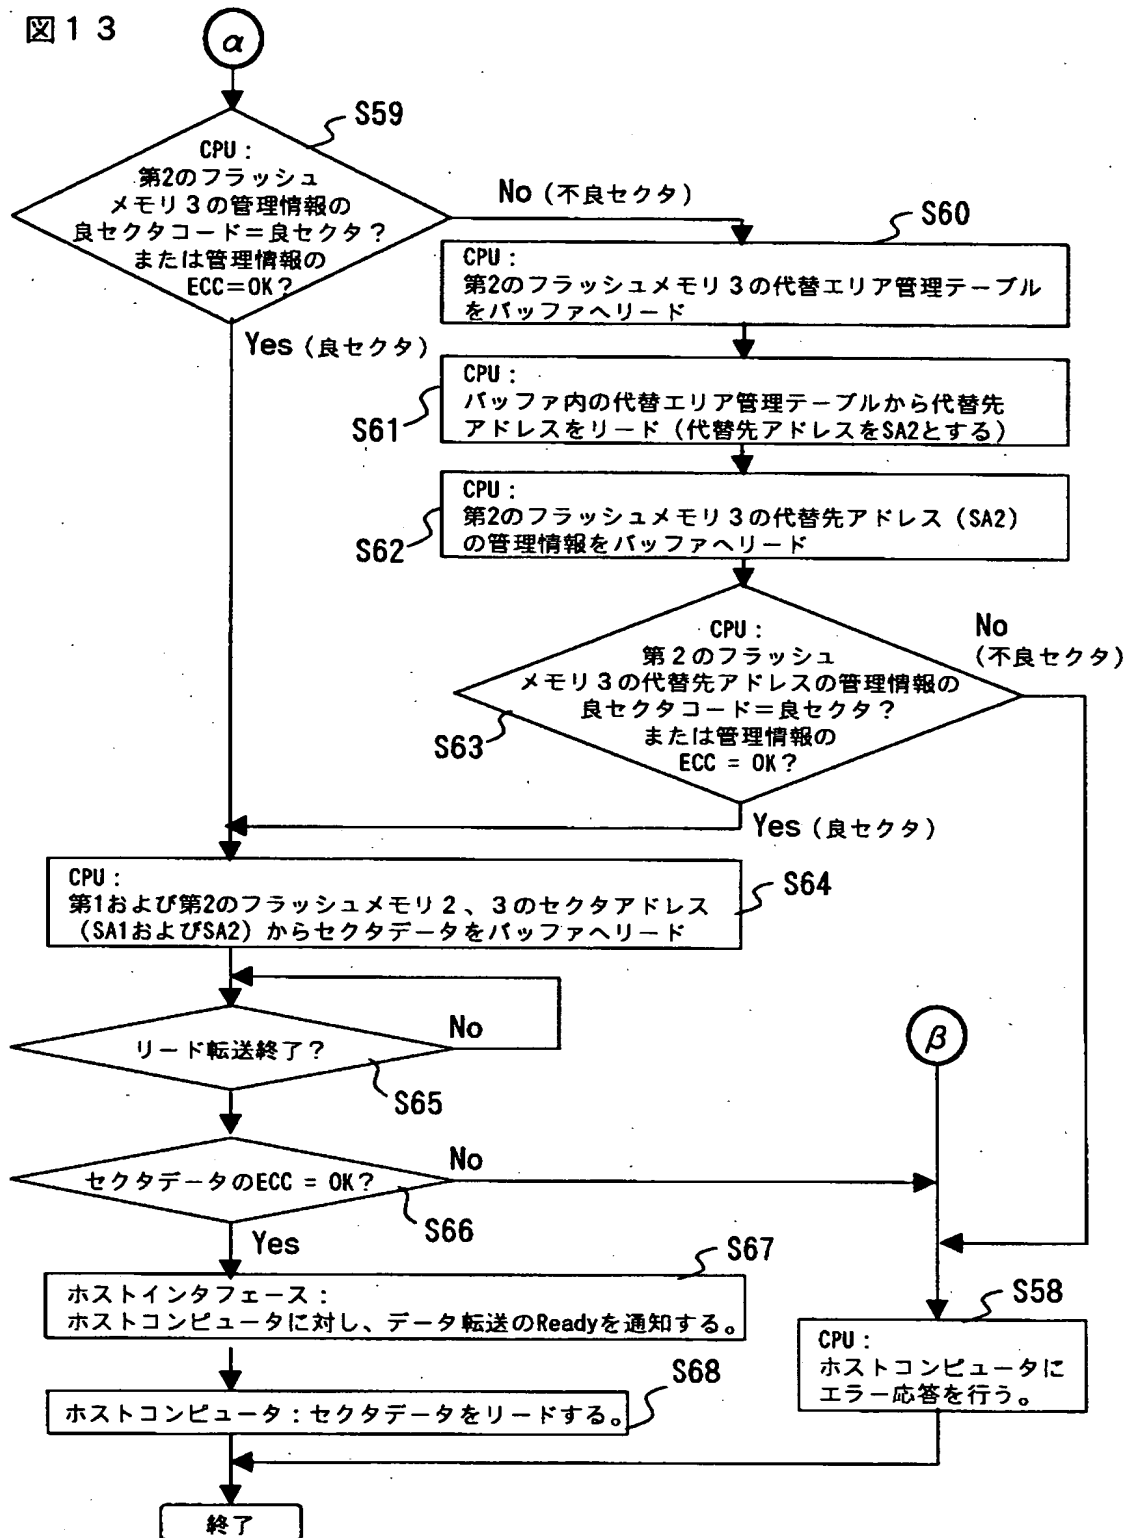 図13
α
S59
CPU:
第2のフラッシュ
メモリ3の管理情報の
良セクタコード=良セクタ?
または管理情報の
ECC=OK?
No (不良セクタ)
Yes (良セクタ)
S60
CPU:
第2のフラッシュメモリ3の代替エリア管理テーブル
をバッファへリード
S61
CPU:
バッファ内の代替エリア管理テーブルから代替先
アドレスをリード(代替先アドレスをSA2とする)
S62
CPU:
第2のフラッシュメモリ3の代替先アドレス(SA2)
の管理情報をバッファへリード
S63
CPU:
第2のフラッシュ
メモリ3の代替先アドレスの管理情報の
良セクタコード=良セクタ?
または管理情報の
ECC = OK?
No
(不良セクタ)
Yes (良セクタ)
S64
CPU:
第1および第2のフラッシュメモリ2、3のセクタアドレス
(SA1およびSA2)からセクタデータをバッファへリード
リード転送終了?
No
S65
β
セクタデータのECC = OK?
No
S66
Yes
S67
ホストインタフェース:
ホストコンピュータに対し、データ転送のReadyを通知する。
S58
CPU:
ホストコンピュータに
エラー応答を行う。
S68
ホストコンピュータ:セクタデータをリードする。
終了